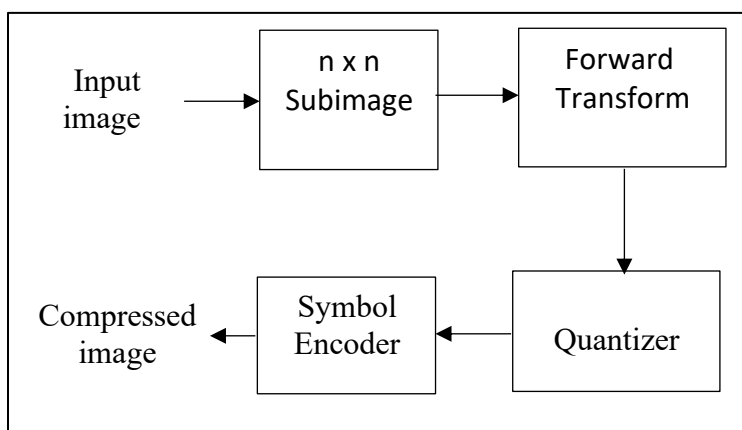 Input
image
n x n
Subimage
Forward
Transform
Compressed
image
Symbol
Encoder
Quantizer